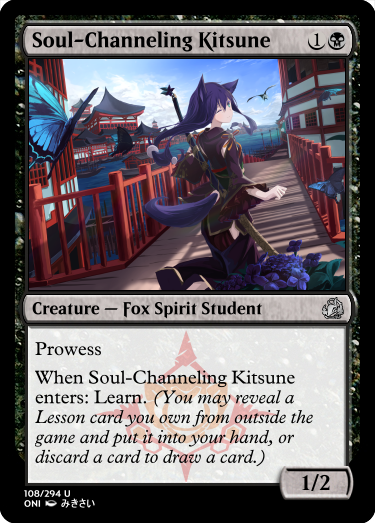 Soul-Channeling Kitsune 1
Creature — Fox Spirit Student
Prowess
When Soul-Channeling Kitsune
enters: Learn. (You may reveal a
Lesson card you own from outside
the game and put it into your hand, or
discard a card to draw a card.)
1/2
108/294 U
ONI みきさい